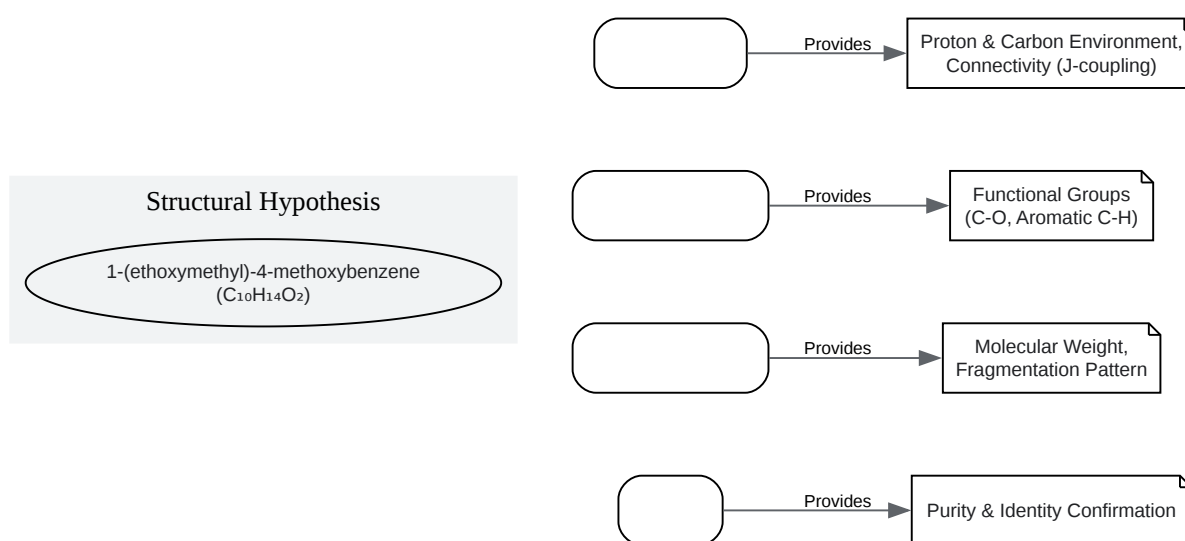 Structural Hypothesis
1-(ethoxymethyl)-4-methoxybenzene
(C₁₀H₁₄O₂)
Provides
Proton & Carbon Environment,
Connectivity (J-coupling)
Provides
Functional Groups
(C-O, Aromatic C-H)
Provides
Molecular Weight,
Fragmentation Pattern
Provides
Purity & Identity Confirmation